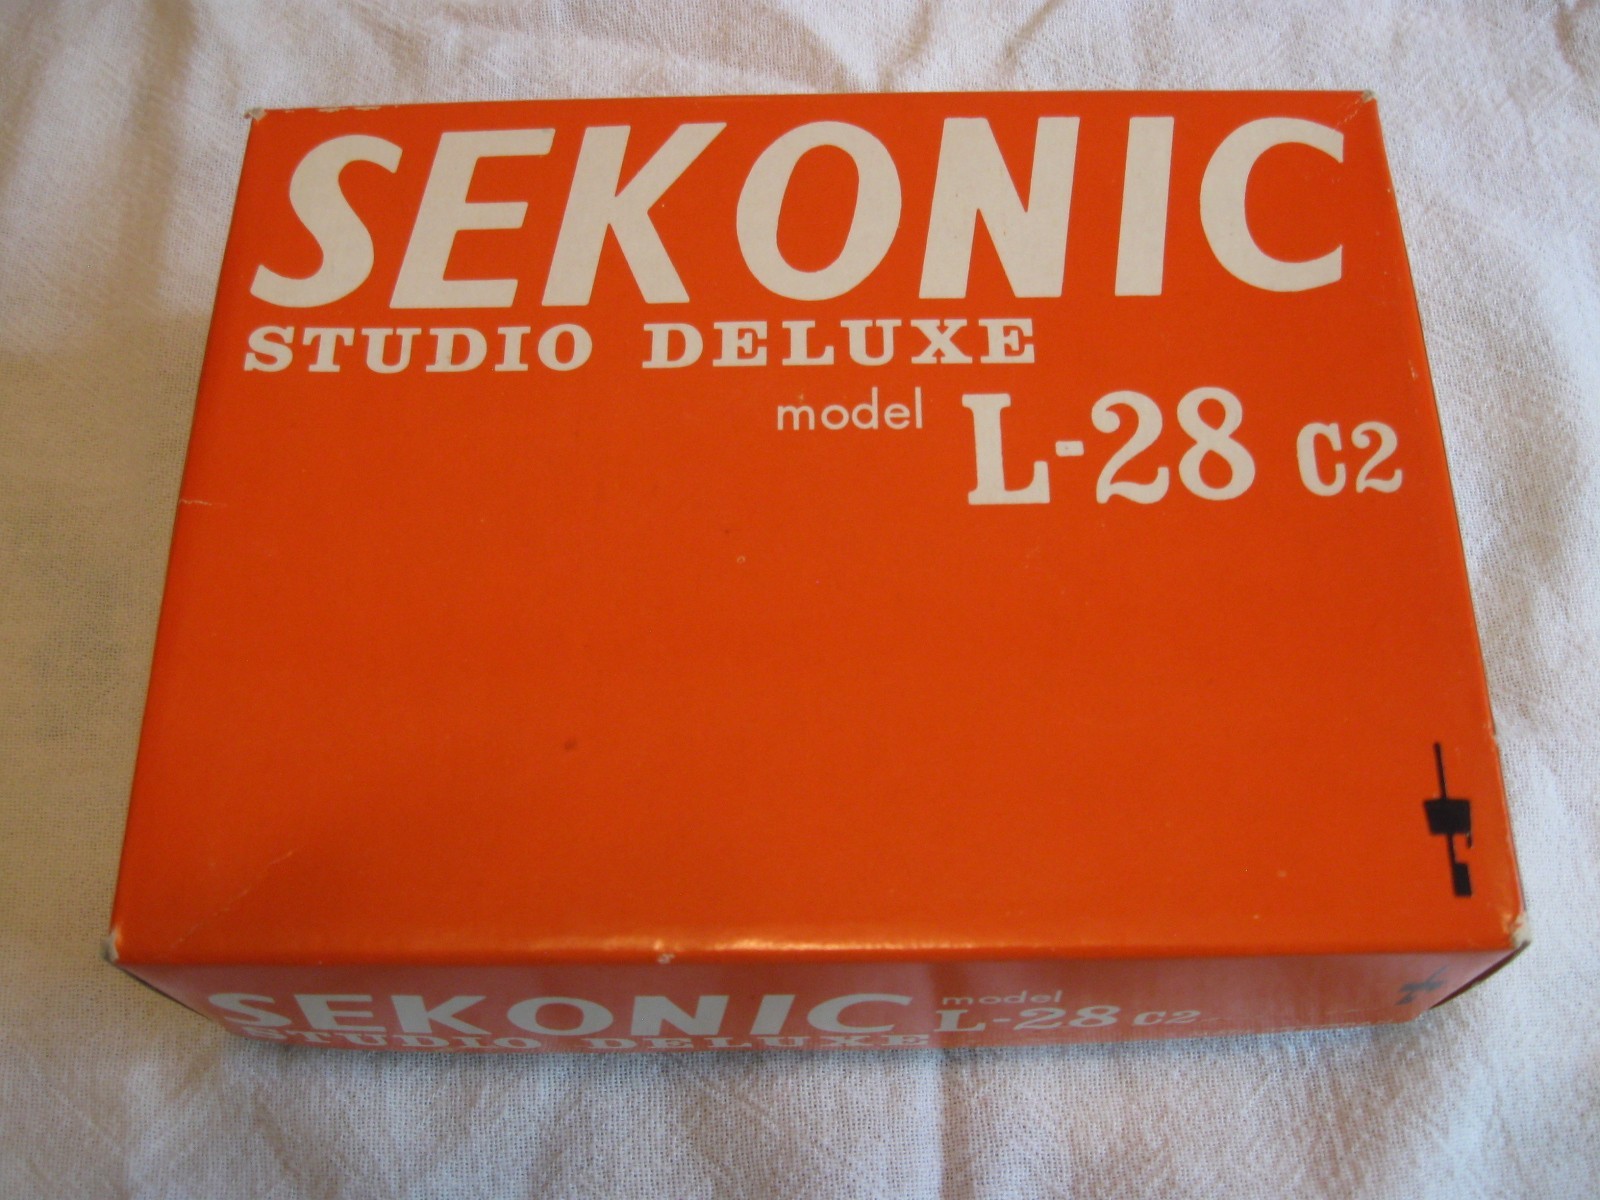 SEKONIC
STUDIO DELUXE
model L-28 C2
SEKONIC model
STUDIO DELUXE L-28 C2